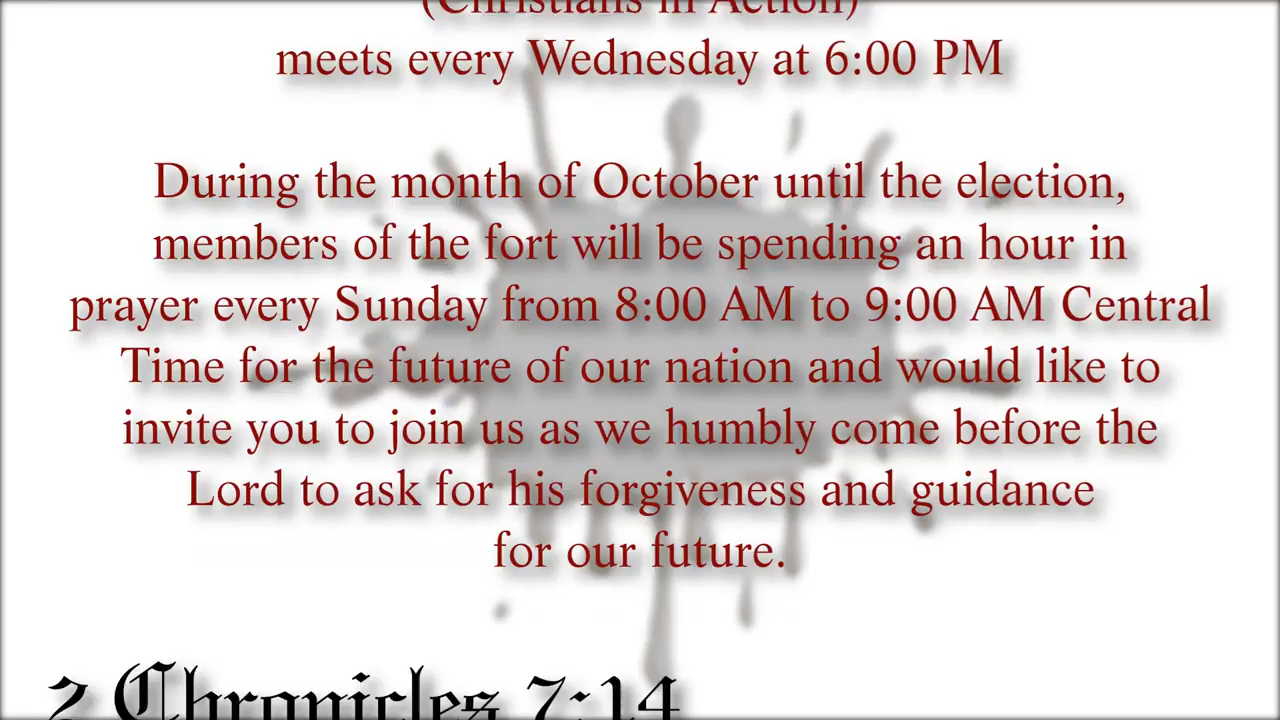 (Christians in Action)
meets every Wednesday at 6:00 PM
During the month of October until the election,
members of the fort will be spending an hour in
prayer every Sunday from 8:00 AM to 9:00 AM Central
Time for the future of our nation and would like to
invite you to join us as we humbly come before the
Lord to ask for his forgiveness and guidance
for our future.
2 Chronicles 7:14